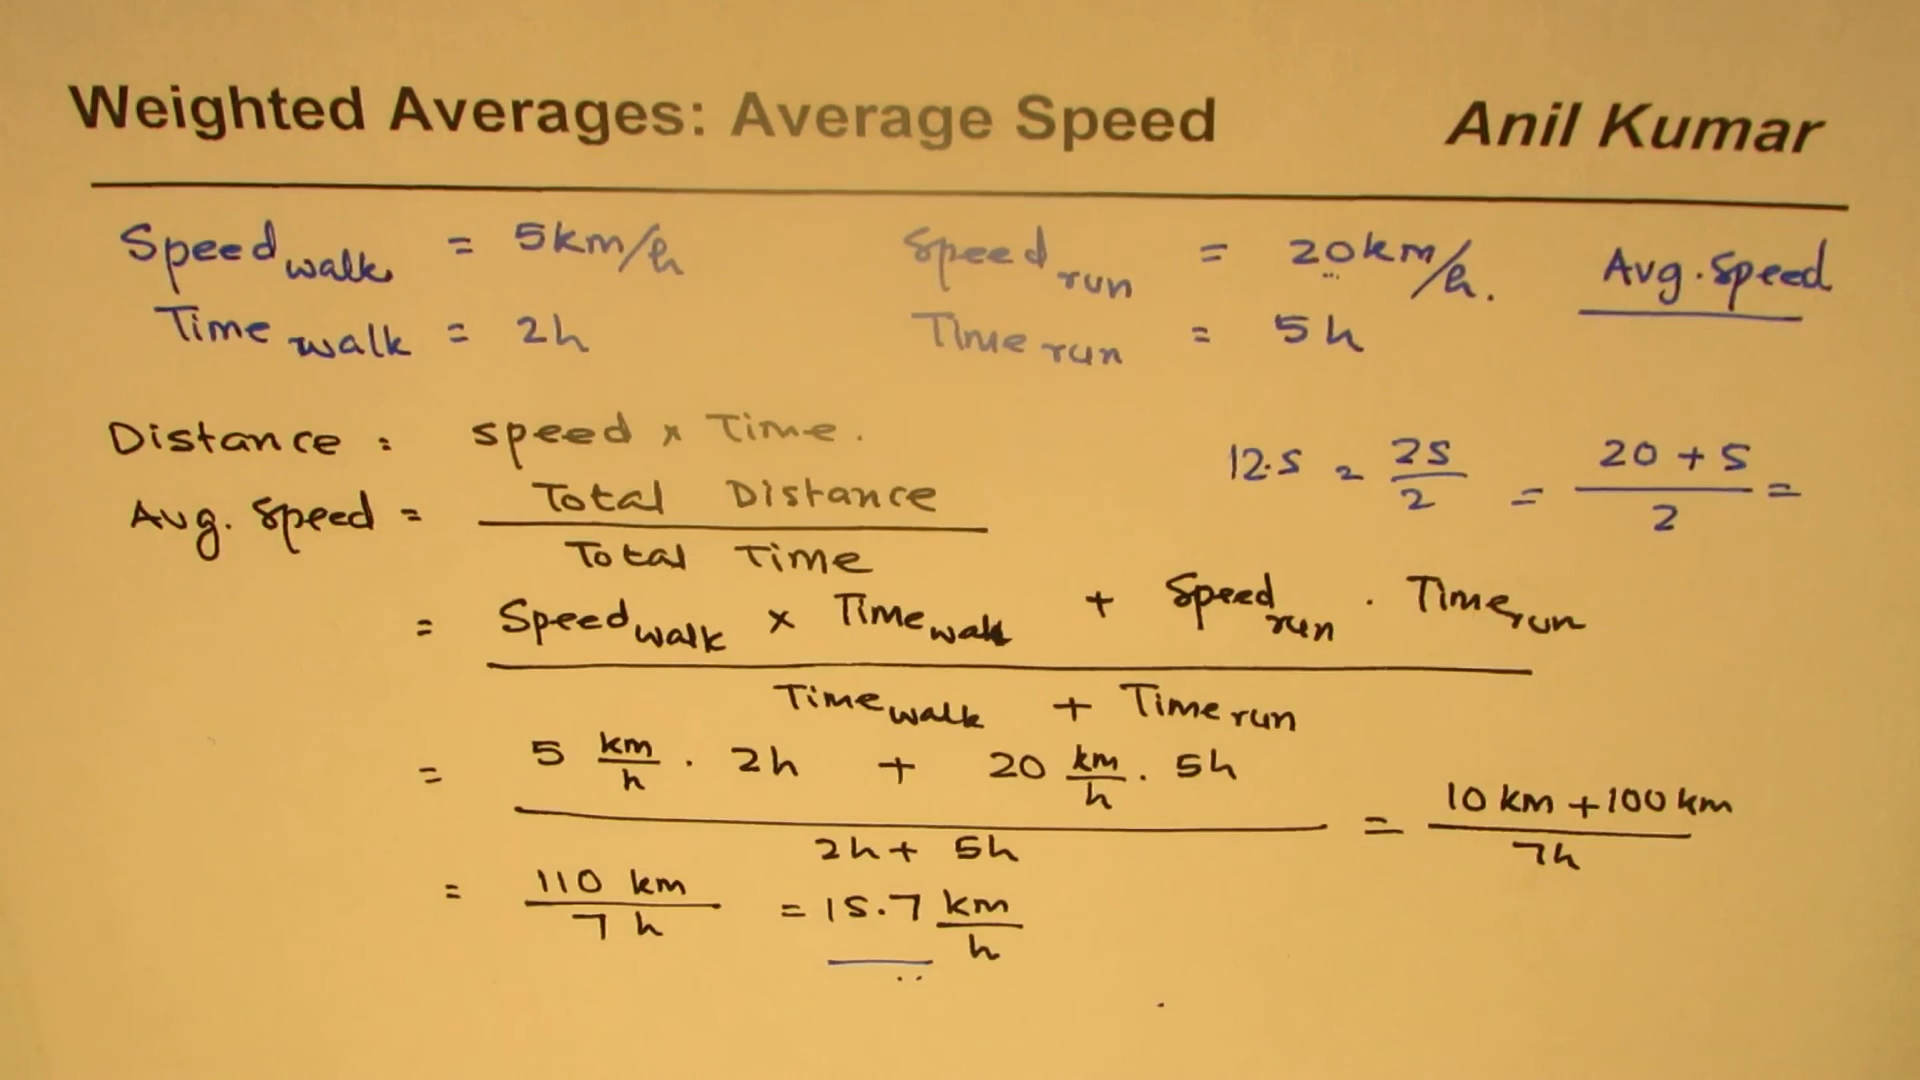 Weighted Averages: Average Speed Anil Kumar
Speed walk = 5km/h Speed run = 20km/h. Avg. Speed
Time walk = 2h Time run = 5h
Distance = speed x Time.
12.5 = 25/2 = 20+5/2 =
Avg. Speed = Total Distance / Total Time
= Speed walk x Time walk + Speed run . Time run
Time walk + Time run
= 5 km/h . 2h + 20 km/h . 5h
2h + 5h
= 10 km + 100 km / 7h
= 110 km / 7 h = 15.7 km/h